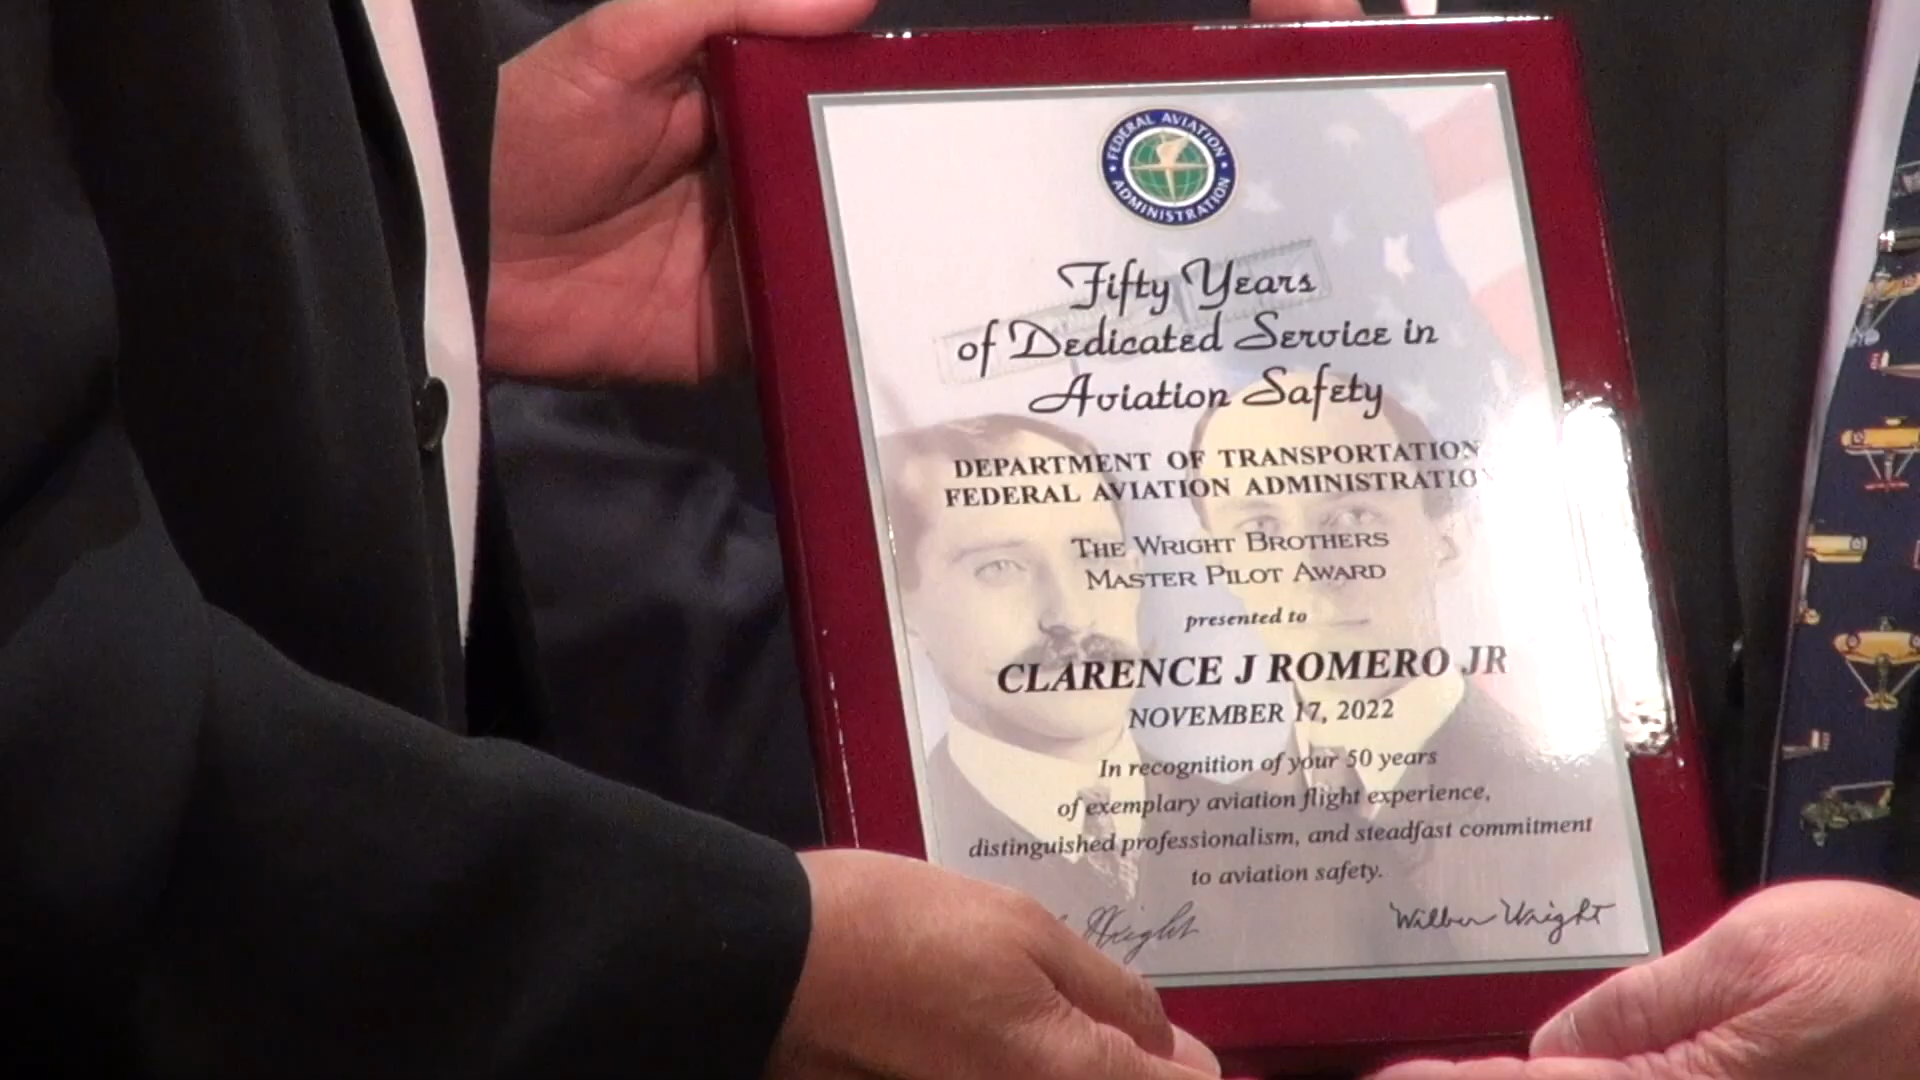 FEDERAL AVIATION ADMINISTRATION
Fifty Years
of Dedicated Service in
Aviation Safety
DEPARTMENT OF TRANSPORTATION
FEDERAL AVIATION ADMINISTRATION
THE WRIGHT BROTHERS
MASTER PILOT AWARD
presented to
CLARENCE J ROMERO JR
NOVEMBER 17, 2022
In recognition of your 50 years
of exemplary aviation flight experience,
distinguished professionalism, and steadfast commitment
to aviation safety.
Wright Wilbur Wright